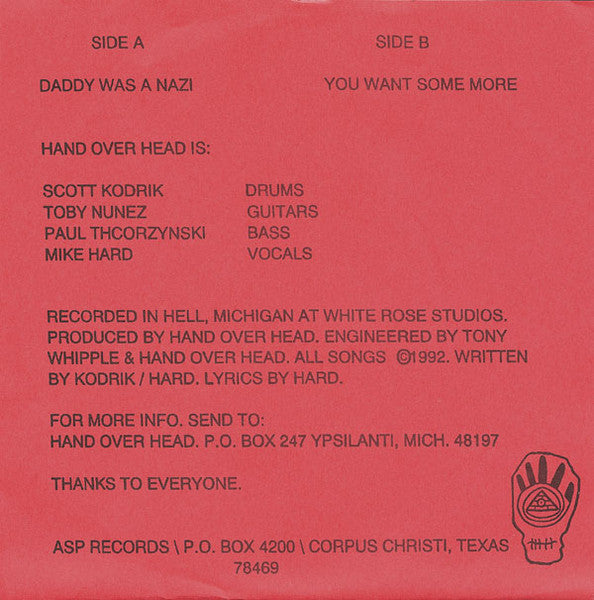 SIDE A SIDE B
DADDY WAS A NAZI YOU WANT SOME MORE
HAND OVER HEAD IS:
SCOTT KODRIK DRUMS
TOBY NUNEZ GUITARS
PAUL THCORZYNSKI BASS
MIKE HARD VOCALS
RECORDED IN HELL, MICHIGAN AT WHITE ROSE STUDIOS.
PRODUCED BY HAND OVER HEAD. ENGINEERED BY TONY
WHIPPLE & HAND OVER HEAD. ALL SONGS ©1992. WRITTEN
BY KODRIK / HARD. LYRICS BY HARD.
FOR MORE INFO. SEND TO:
HAND OVER HEAD. P.O. BOX 247 YPSILANTI, MICH. 48197
THANKS TO EVERYONE.
ASP RECORDS \ P.O. BOX 4200 \ CORPUS CHRISTI, TEXAS
78469